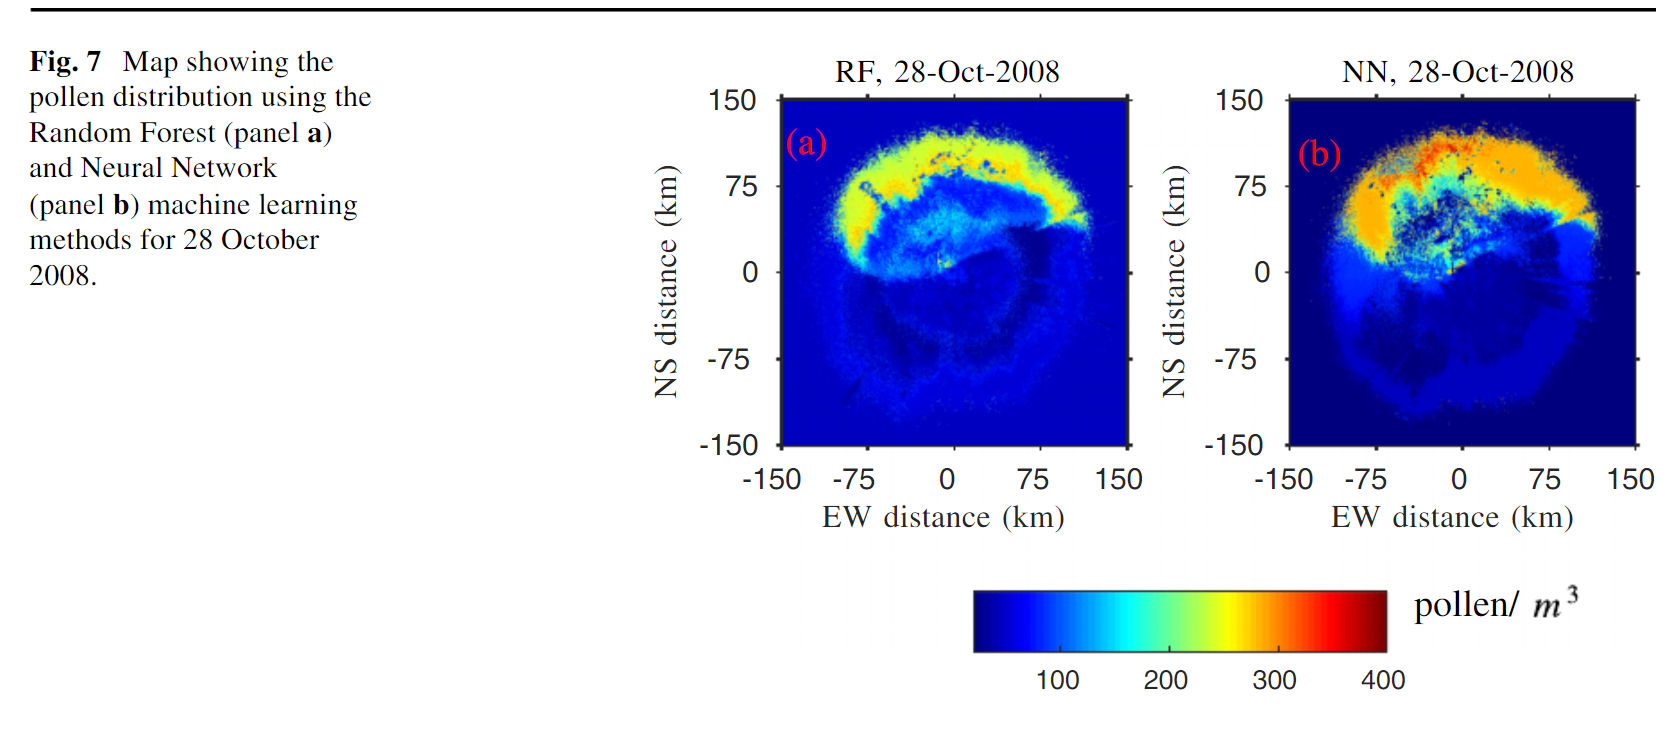 Fig. 7 Map showing the
pollen distribution using the
Random Forest (panel a)
and Neural Network
(panel b) machine learning
methods for 28 October
2008.
RF, 28-Oct-2008
(a)
150
75
0
-75
-150
NS distance (km)
-150 -75 0 75 150
EW distance (km)
NN, 28-Oct-2008
(b)
150
75
0
-75
-150
NS distance (km)
-150 -75 0 75 150
EW distance (km)
pollen/ m³
100 200 300 400